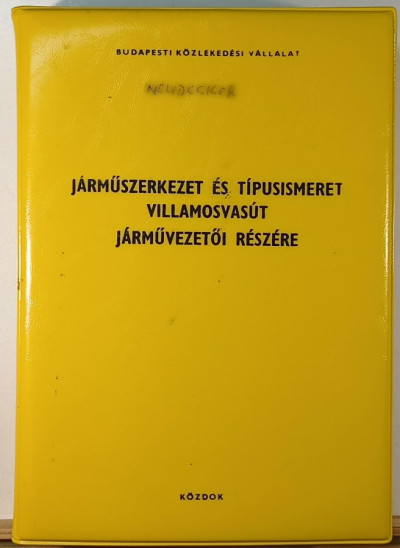 BUDAPESTI KÖZLEKEDÉSI VÁLLALAT
JÁRMŰSZERKEZET ÉS TÍPUSISMERET
VILLAMOSVASÚT
JÁRMŰVEZETŐI RÉSZÉRE
KÖZDOK